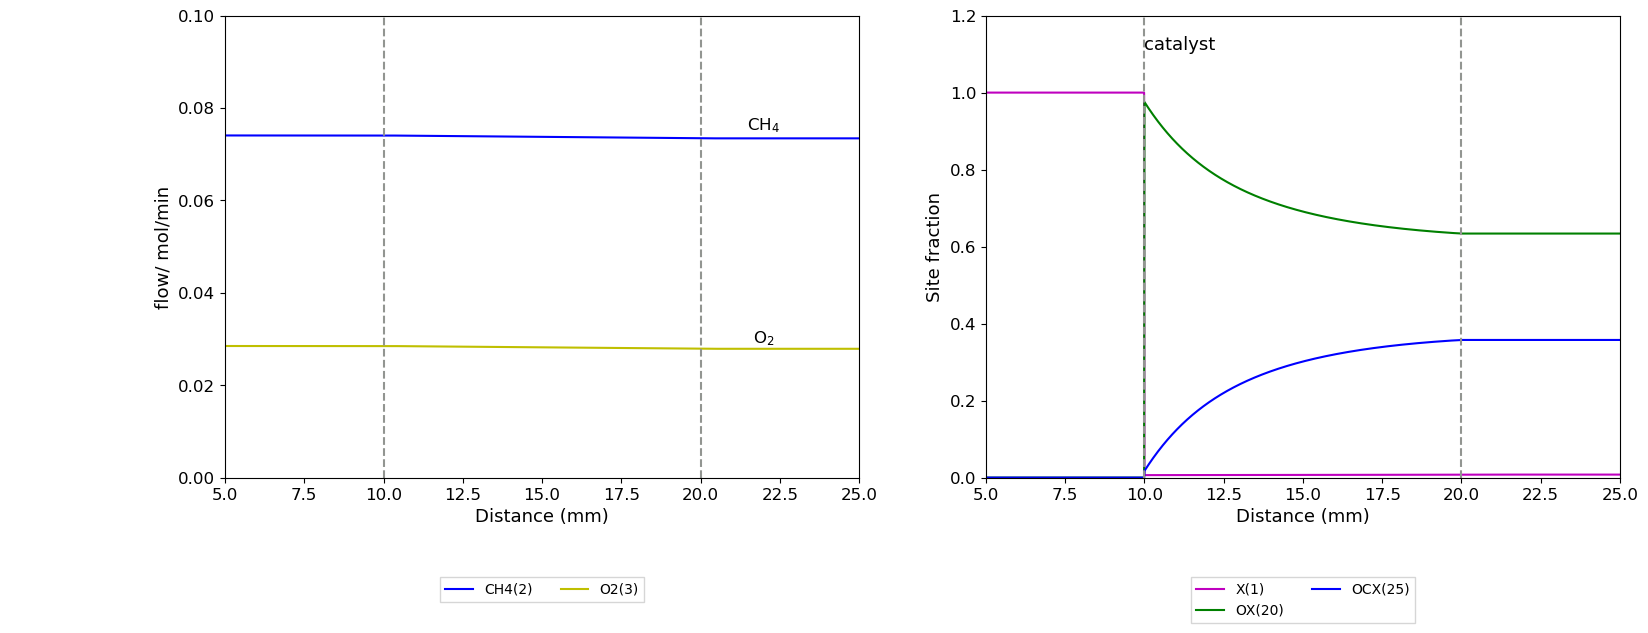 0.10
0.08
0.06
0.04
0.02
0.00
flow/ mol/min
CH4
O2
5.0 7.5 10.0 12.5 15.0 17.5 20.0 22.5 25.0
Distance (mm)
CH4(2) O2(3)
1.2
1.0
0.8
0.6
0.4
0.2
0.0
Site fraction
catalyst
5.0 7.5 10.0 12.5 15.0 17.5 20.0 22.5 25.0
Distance (mm)
X(1) OCX(25)
OX(20)